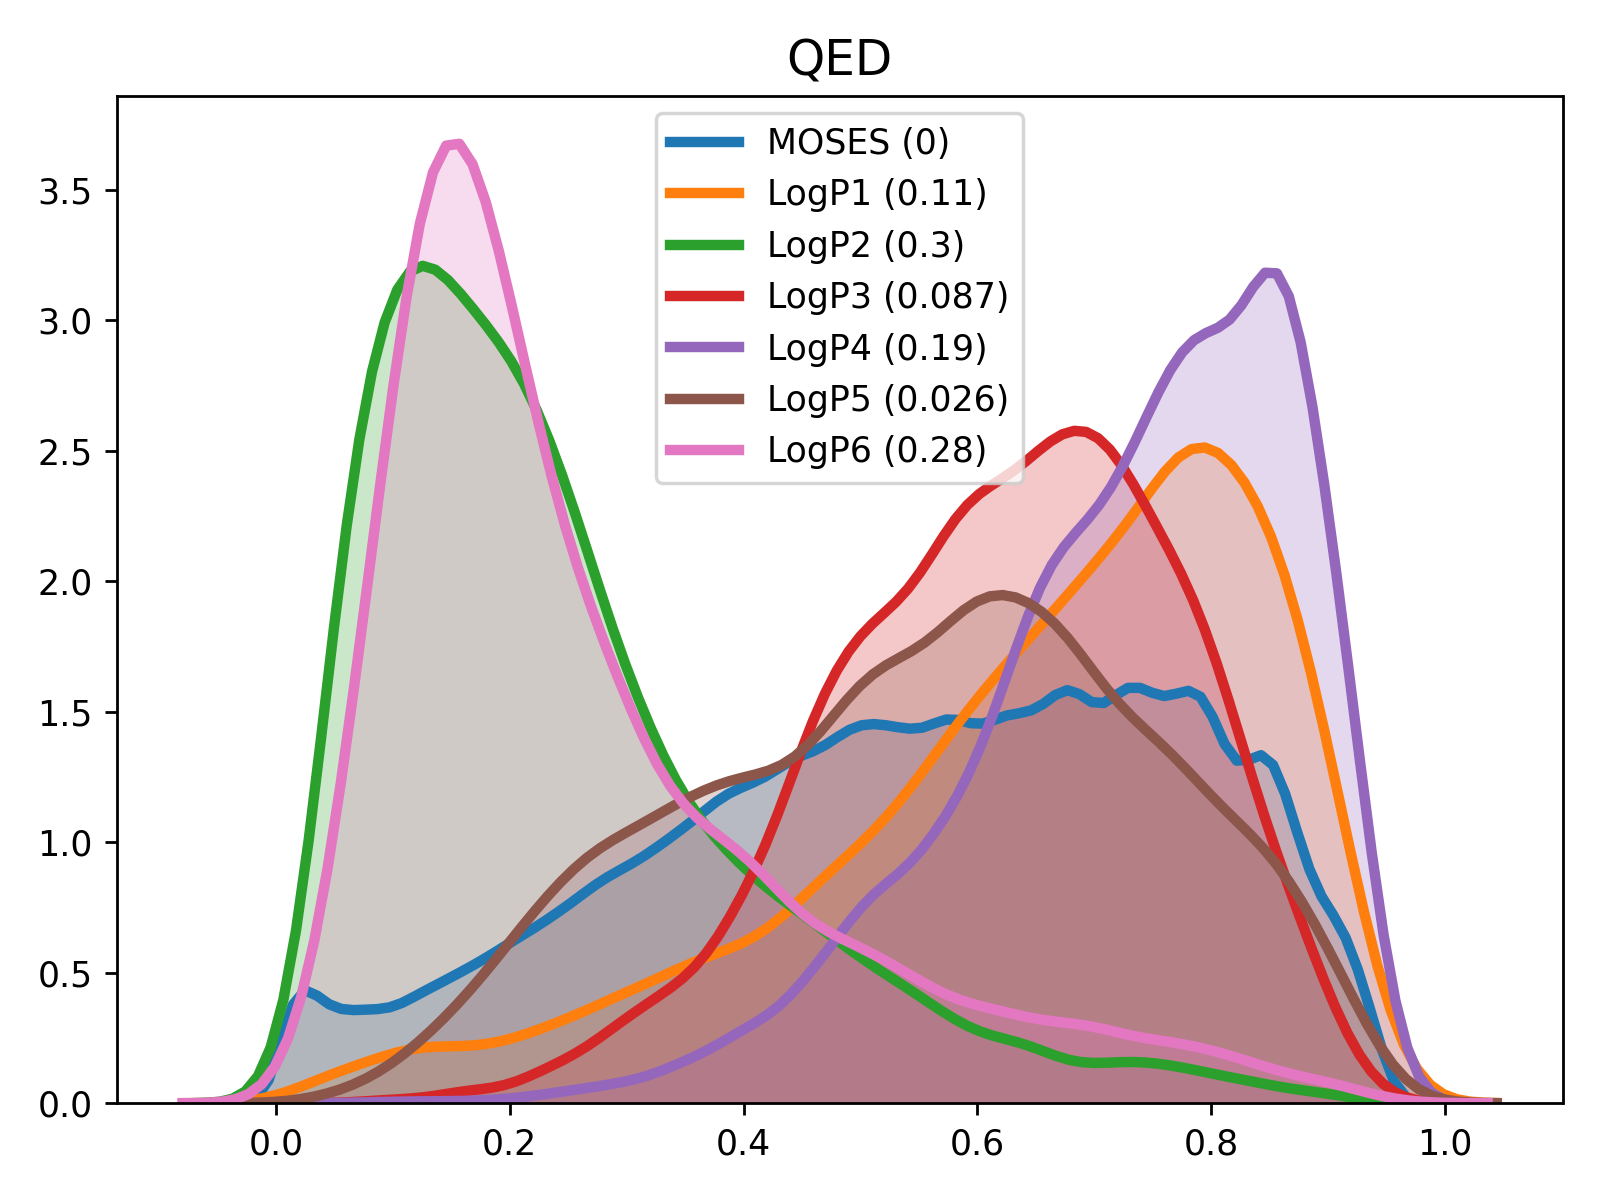 QED
MOSES (0)
LogP1 (0.11)
LogP2 (0.3)
LogP3 (0.087)
LogP4 (0.19)
LogP5 (0.026)
LogP6 (0.28)
3.5
3.0
2.5
2.0
1.5
1.0
0.5
0.0
0.0 0.2 0.4 0.6 0.8 1.0